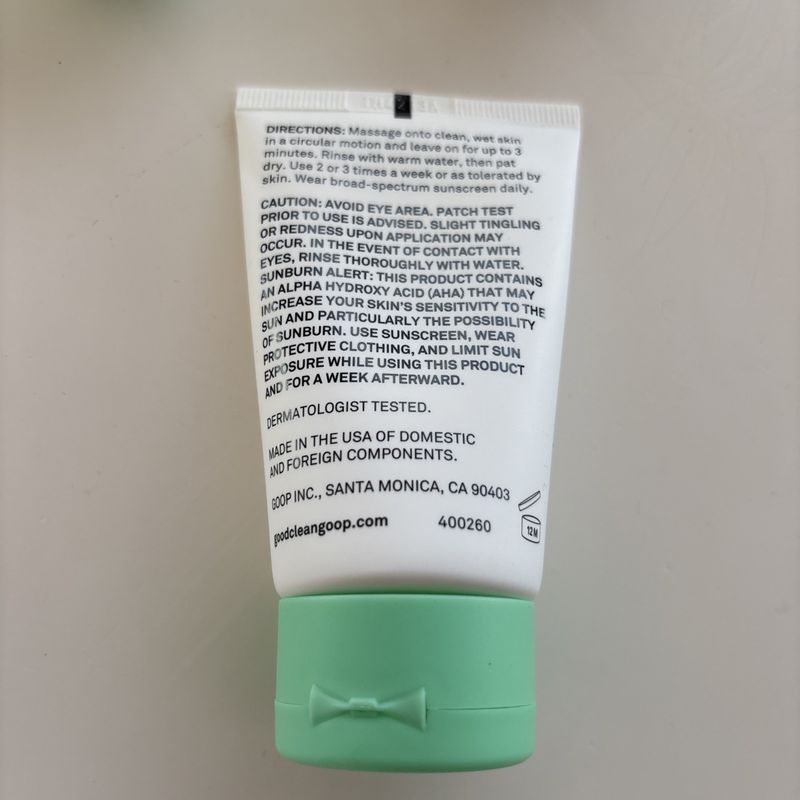 DIRECTIONS: Massage onto clean, wet skin
in a circular motion and leave on for up to 3
minutes. Rinse with warm water, then pat
dry. Use 2 or 3 times a week or as tolerated by
skin. Wear broad-spectrum sunscreen daily.
CAUTION: AVOID EYE AREA. PATCH TEST
PRIOR TO USE IS ADVISED. SLIGHT TINGLING
OR REDNESS UPON APPLICATION MAY
OCCUR. IN THE EVENT OF CONTACT WITH
EYES, RINSE THOROUGHLY WITH WATER.
SUNBURN ALERT: THIS PRODUCT CONTAINS
AN ALPHA HYDROXY ACID (AHA) THAT MAY
INCREASE YOUR SKIN'S SENSITIVITY TO THE
SUN AND PARTICULARLY THE POSSIBILITY
OF SUNBURN. USE SUNSCREEN, WEAR
PROTECTIVE CLOTHING, AND LIMIT SUN
EXPOSURE WHILE USING THIS PRODUCT
AND FOR A WEEK AFTERWARD.
DERMATOLOGIST TESTED.
MADE IN THE USA OF DOMESTIC
AND FOREIGN COMPONENTS.
GOOP INC., SANTA MONICA, CA 90403
goodcleangoop.com 400260
12M